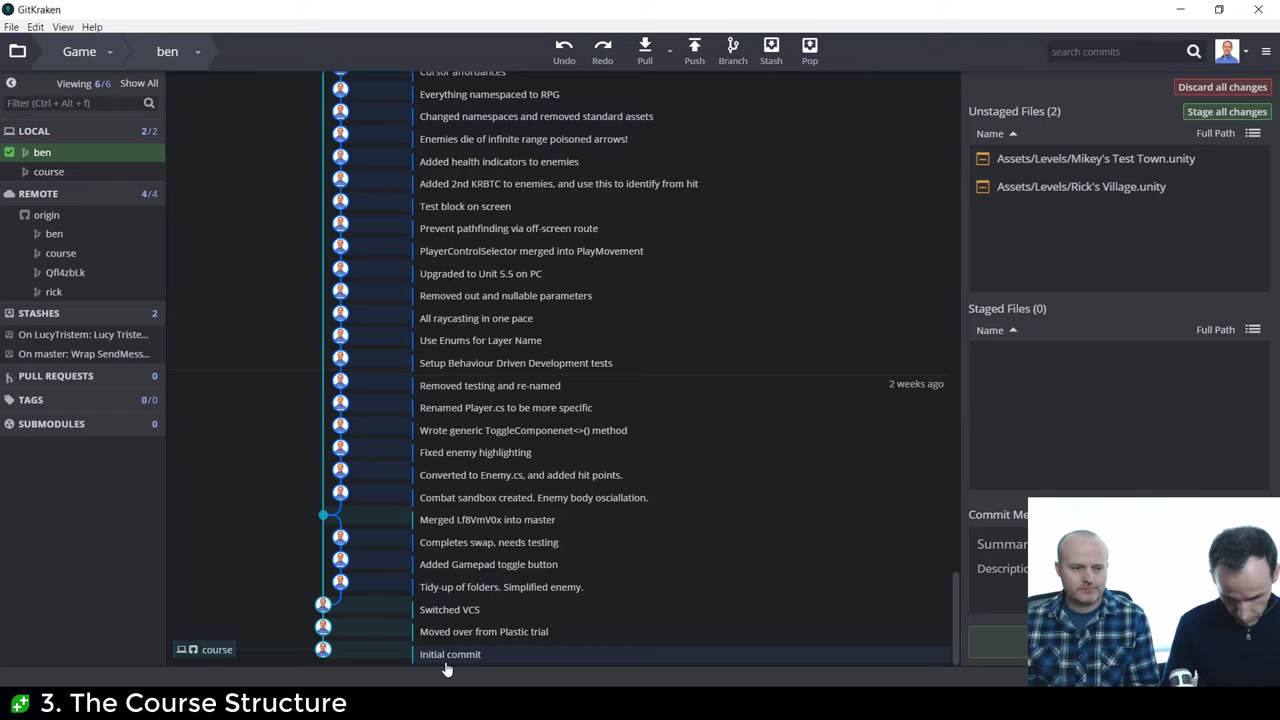 GitKraken
File Edit View Help
Game ben
Undo Redo Pull Push Branch Stash Pop
search commits
Viewing 6/6 Show All
Filter (Ctrl + Alt + f)
LOCAL 2/2
ben
course
REMOTE 4/4
origin
ben
course
Qfl4zbLk
rick
STASHES 2
On LucyTristem: Lucy Triste...
On master: Wrap SendMess...
PULL REQUESTS 0
TAGS 0/0
SUBMODULES 0
Cursor affordances
Everything namespaced to RPG
Changed namespaces and removed standard assets
Enemies die of infinite range poisoned arrows!
Added health indicators to enemies
Added 2nd KRBTC to enemies, and use this to identify from hit
Test block on screen
Prevent pathfinding via off-screen route
PlayerControlSelector merged into PlayMovement
Upgraded to Unit 5.5 on PC
Removed out and nullable parameters
All raycasting in one pace
Use Enums for Layer Name
Setup Behaviour Driven Development tests
Removed testing and re-named 2 weeks ago
Renamed Player.cs to be more specific
Wrote generic ToggleComponenet<>() method
Fixed enemy highlighting
Converted to Enemy.cs, and added hit points.
Combat sandbox created. Enemy body osciallation.
Merged Lf8VmV0x into master
Completes swap, needs testing
Added Gamepad toggle button
Tidy-up of folders. Simplified enemy.
Switched VCS
Moved over from Plastic trial
course Initial commit
Discard all changes
Unstaged Files (2) Stage all changes
Name Full Path
Assets/Levels/Mikey's Test Town.unity
Assets/Levels/Rick's Village.unity
Staged Files (0)
Name Full Path
Commit Me
Summar
Descriptio
3. The Course Structure